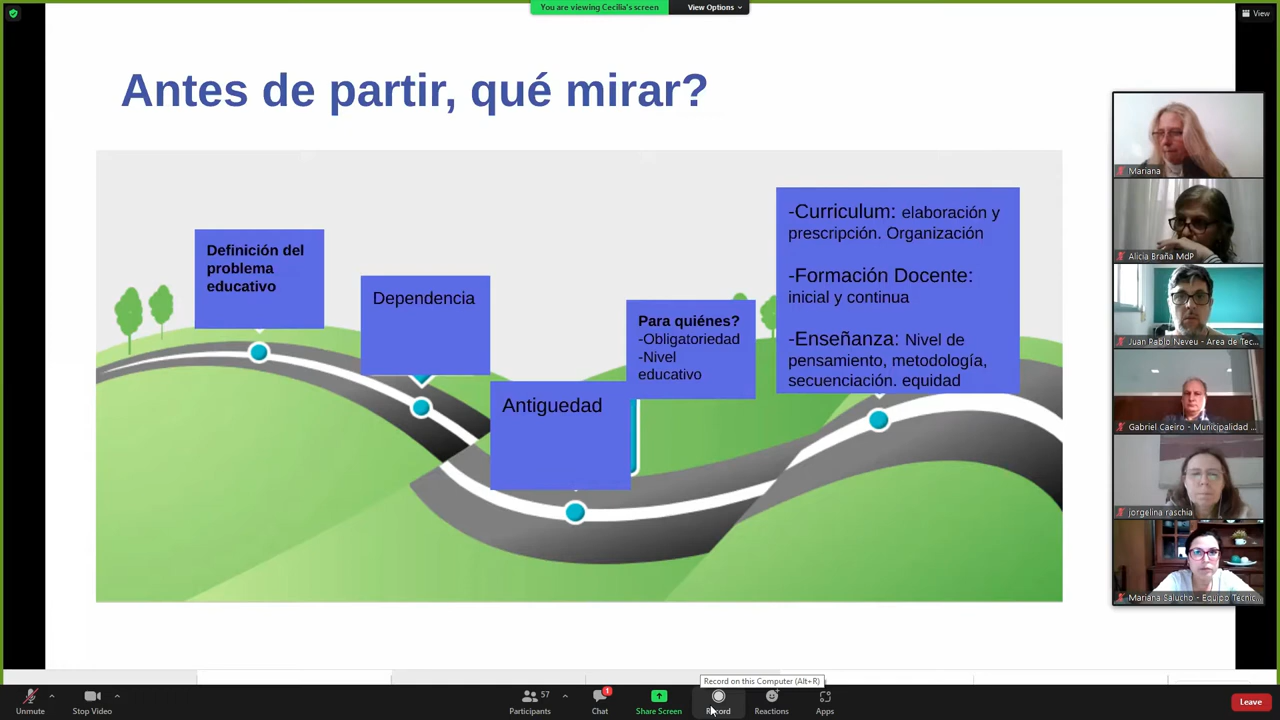 You are viewing Cecilia's screen
View Options
View
Antes de partir, qué mirar?
Definición del
problema
educativo
Dependencia
Antiguedad
Para quiénes?
-Obligatoriedad
-Nivel
educativo
-Curriculum: elaboración y
prescripción. Organización
-Formación Docente:
inicial y continua
-Enseñanza: Nivel de
pensamiento, metodología,
secuenciación. equidad
Mariana
Alicia Braña MdP
Juan Pablo Neveu - Area de Tec...
Gabriel Caeiro - Municipalidad ...
jorgelina raschia
Mariana Salucho - Equipo Tecnic...
Record on this Computer (Alt+R)
57
1
Unmute
Stop Video
Participants
Chat
Share Screen
Record
Reactions
Apps
Leave